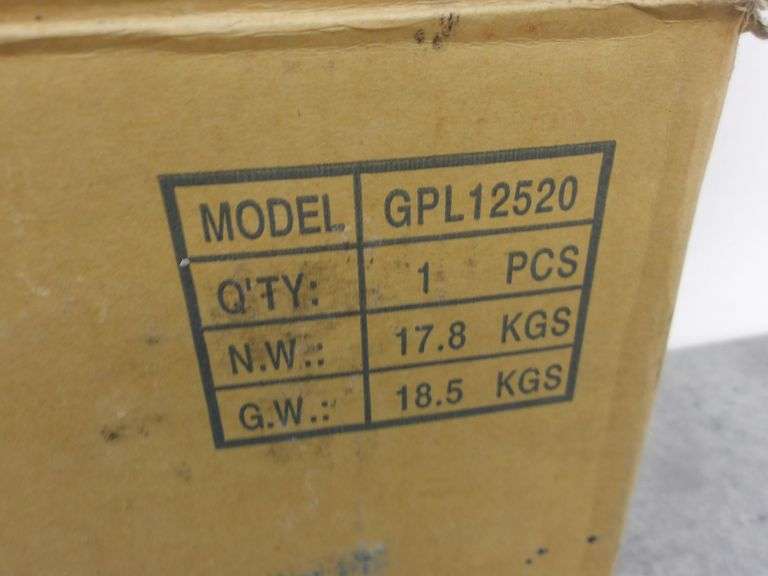 MODEL GPL12520
Q'TY: 1 PCS
N.W.: 17.8 KGS
G.W.: 18.5 KGS